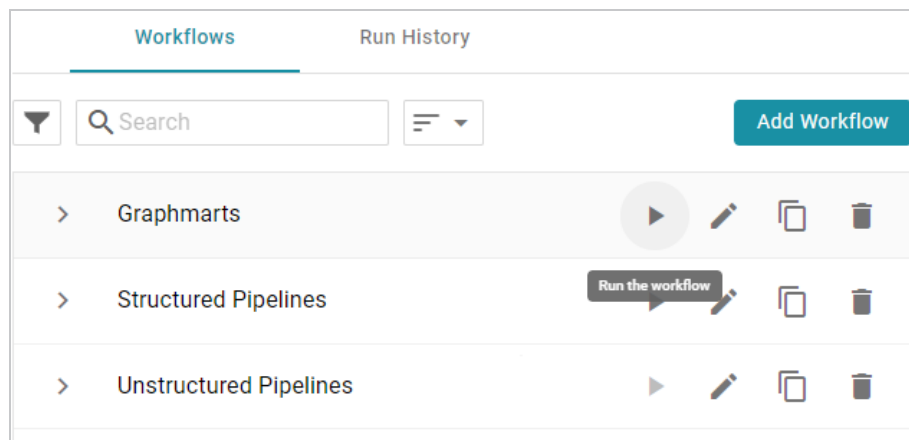 Workflows
Run History
Search
Add Workflow
Graphmarts
Run the workflow
Structured Pipelines
Unstructured Pipelines